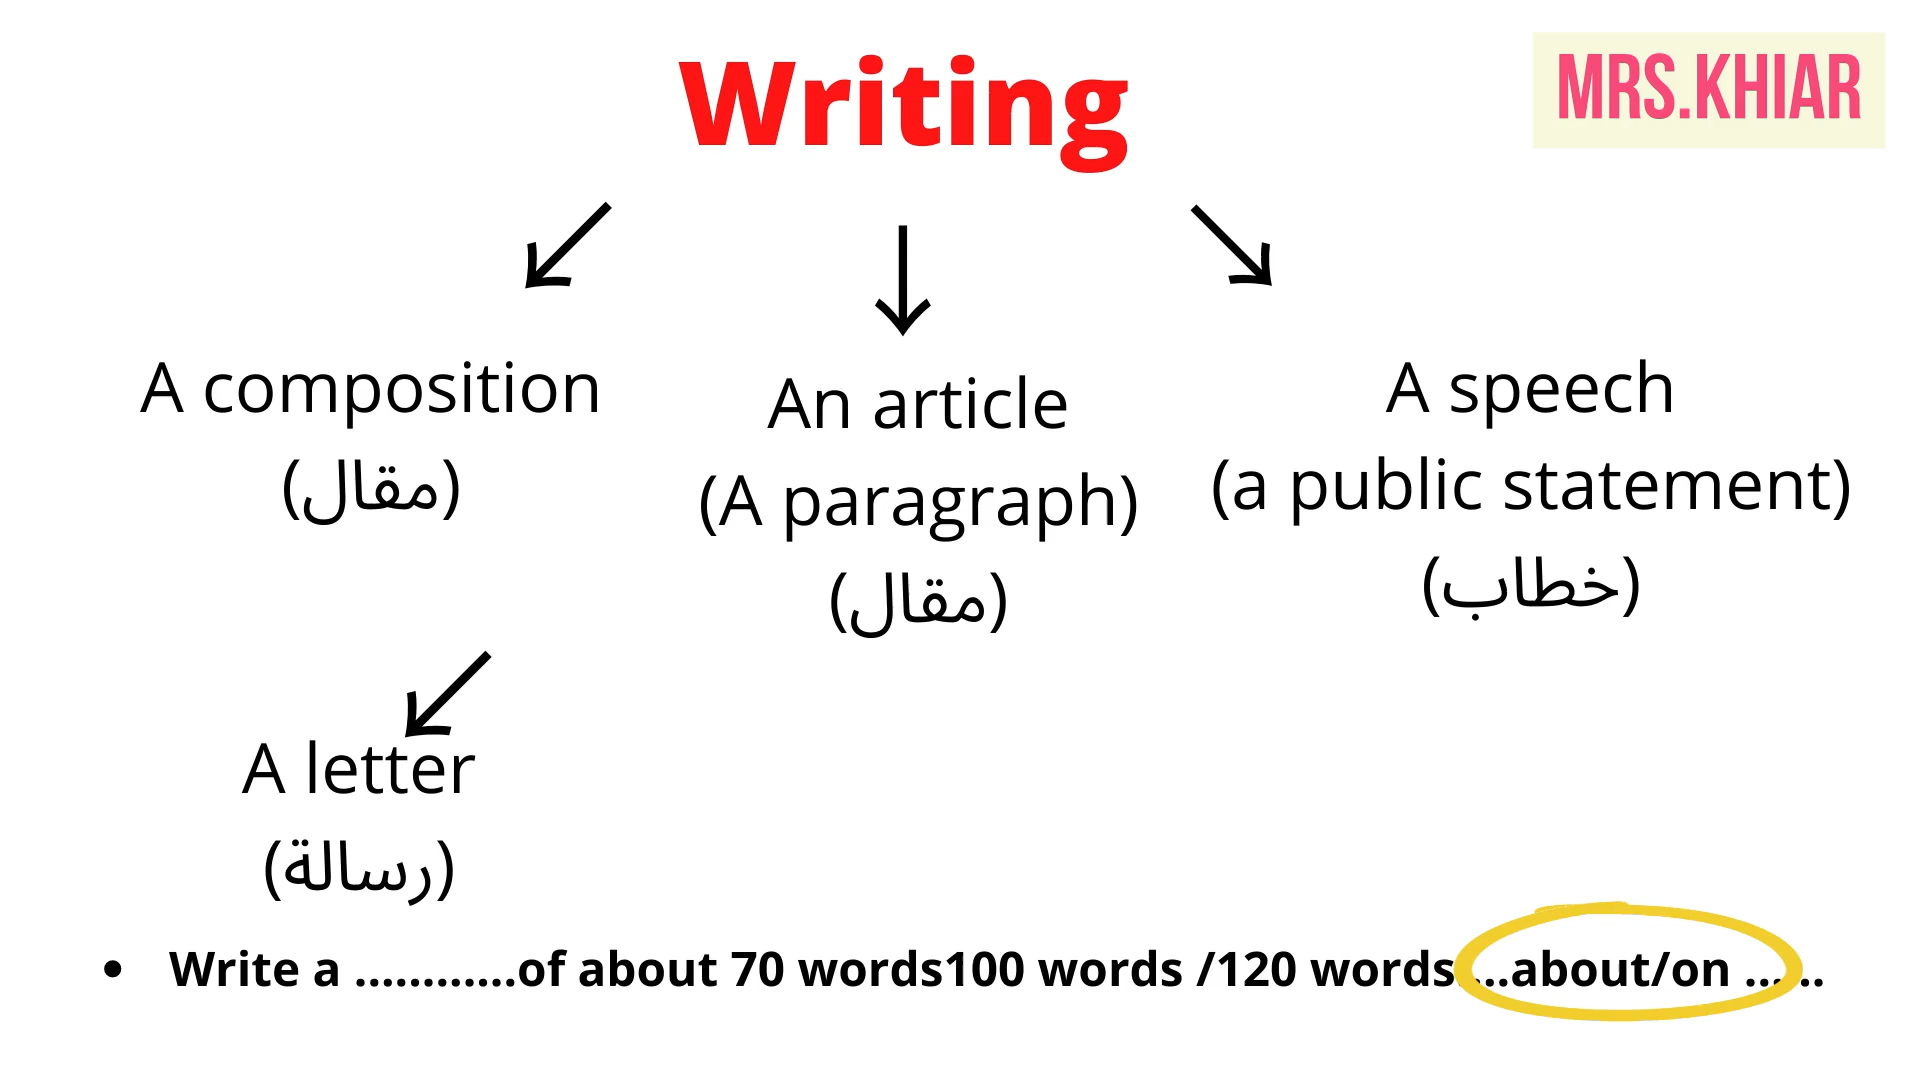 Writing
MRS.KHIAR
A composition
(مقال)
An article
(A paragraph)
(مقال)
A speech
(a public statement)
(خطاب)
A letter
(رسالة)
• Write a ............of about 70 words100 words /120 words ....about/on ......